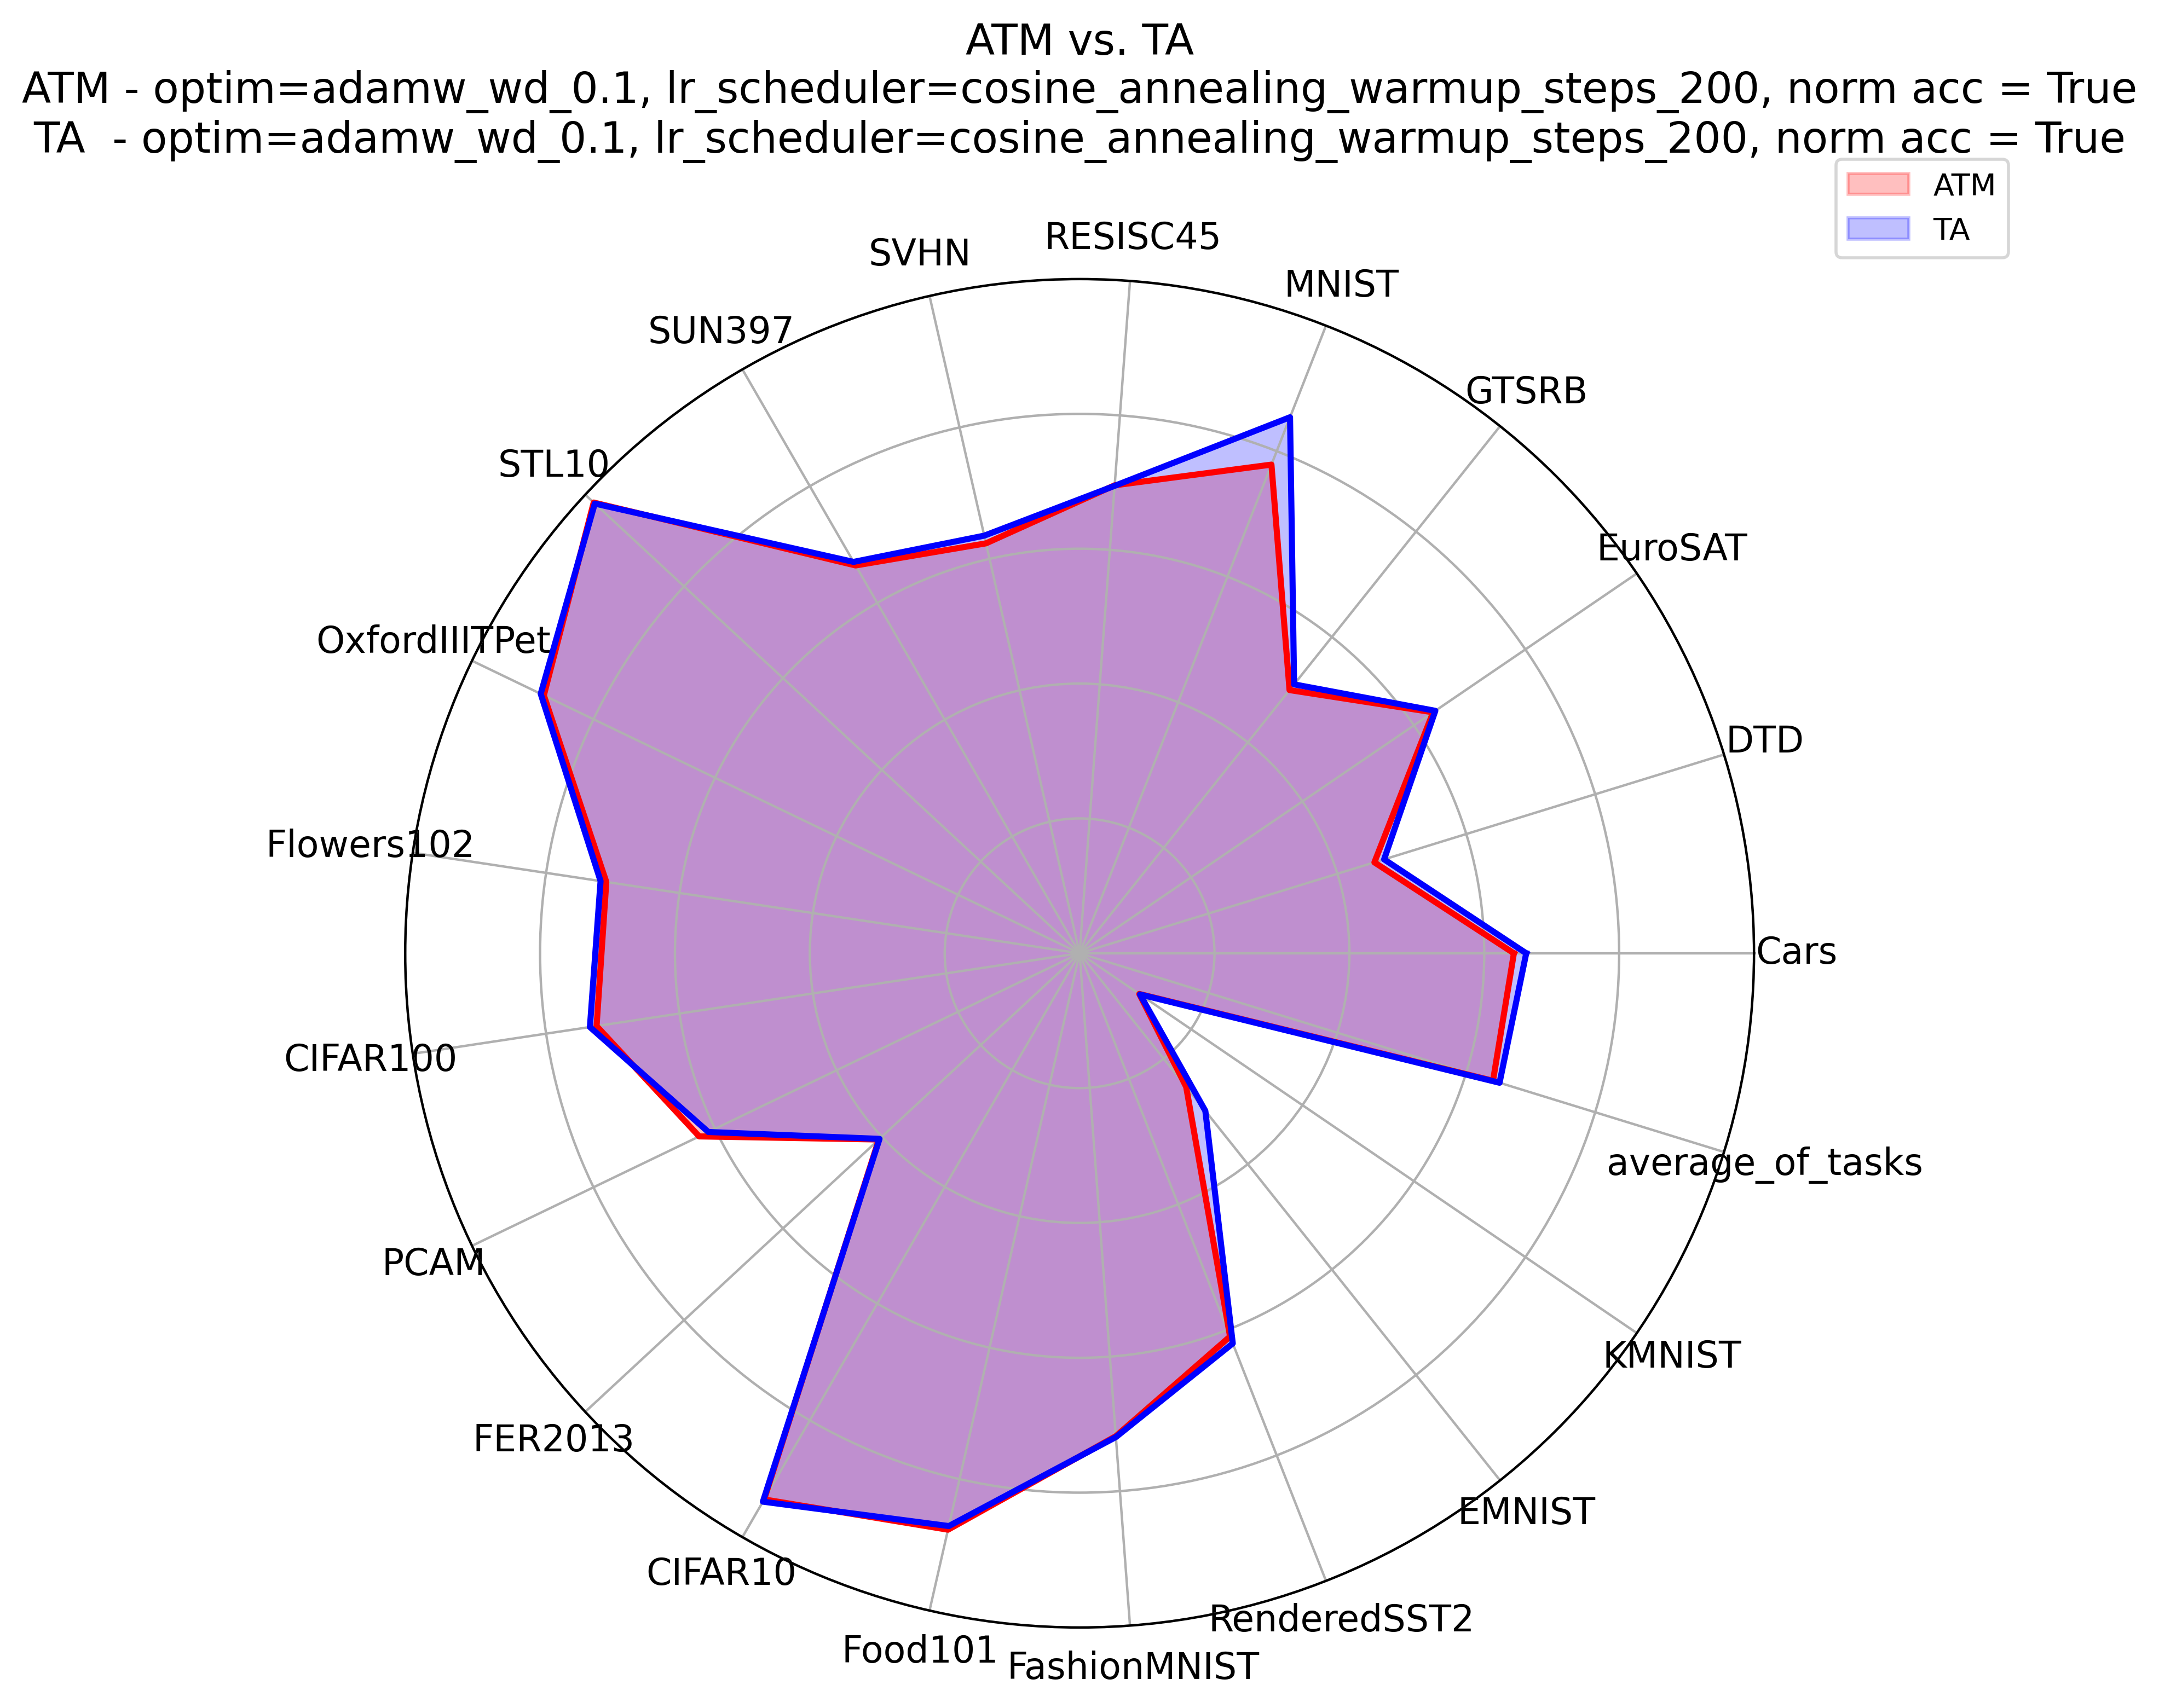 ATM vs. TA
ATM - optim=adamw_wd_0.1, lr_scheduler=cosine_annealing_warmup_steps_200, norm acc = True
TA  - optim=adamw_wd_0.1, lr_scheduler=cosine_annealing_warmup_steps_200, norm acc = True
ATM
TA
RESISC45
SVHN
MNIST
SUN397
GTSRB
STL10
EuroSAT
OxfordIIITPet
DTD
Flowers102
Cars
CIFAR100
average_of_tasks
PCAM
KMNIST
FER2013
EMNIST
CIFAR10
RenderedSST2
Food101
FashionMNIST